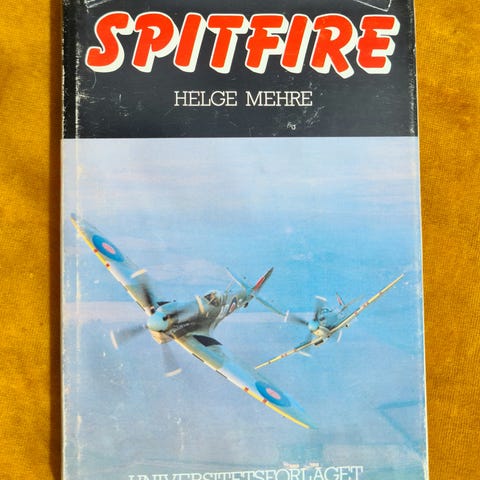 SPITFIRE
HELGE MEHRE
UNIVERSITETSFORLAGET